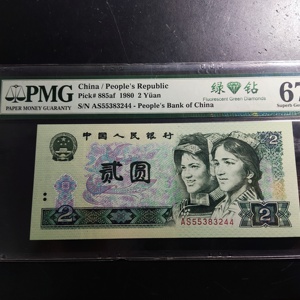 PMG
PAPER MONEY GUARANTY
China / People's Republic
Pick# 885af 1980 2 Yüan
S/N AS55383244 - People's Bank of China
绿 钻
Fluorescent Green Diamonds
67
中国人民银行
贰圆
2
2
2
AS55383244